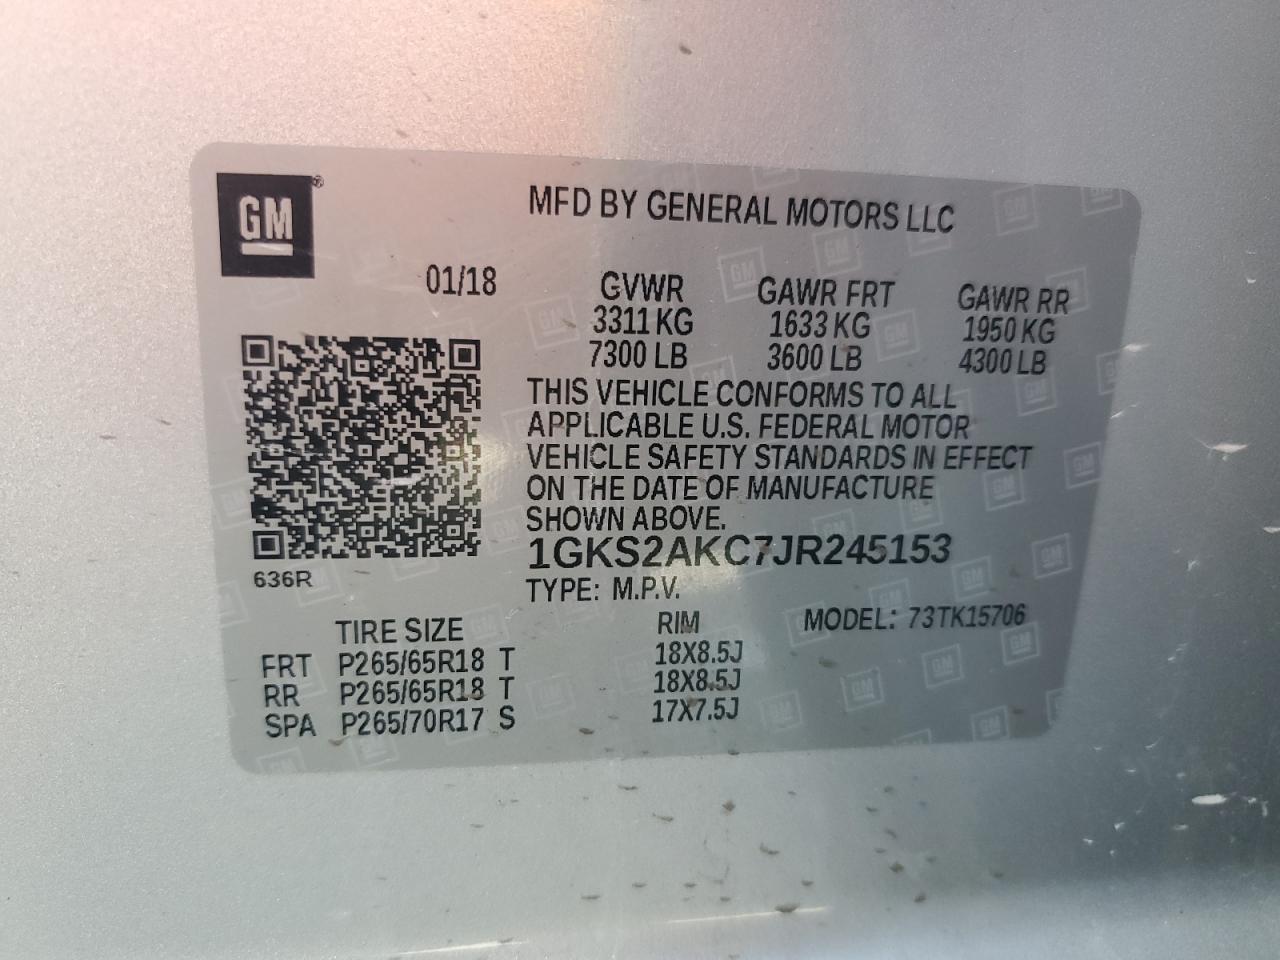 GM®
MFD BY GENERAL MOTORS LLC
01/18 GVWR GAWR FRT GAWR RR
3311 KG 1633 KG 1950 KG
7300 LB 3600 LB 4300 LB
THIS VEHICLE CONFORMS TO ALL
APPLICABLE U.S. FEDERAL MOTOR
VEHICLE SAFETY STANDARDS IN EFFECT
ON THE DATE OF MANUFACTURE
SHOWN ABOVE.
1GKS2AKC7JR245153
636R
TYPE: M.P.V.
TIRE SIZE RIM MODEL: 73TK15706
FRT P265/65R18 T 18X8.5J
RR P265/65R18 T 18X8.5J
SPA P265/70R17 S 17X7.5J